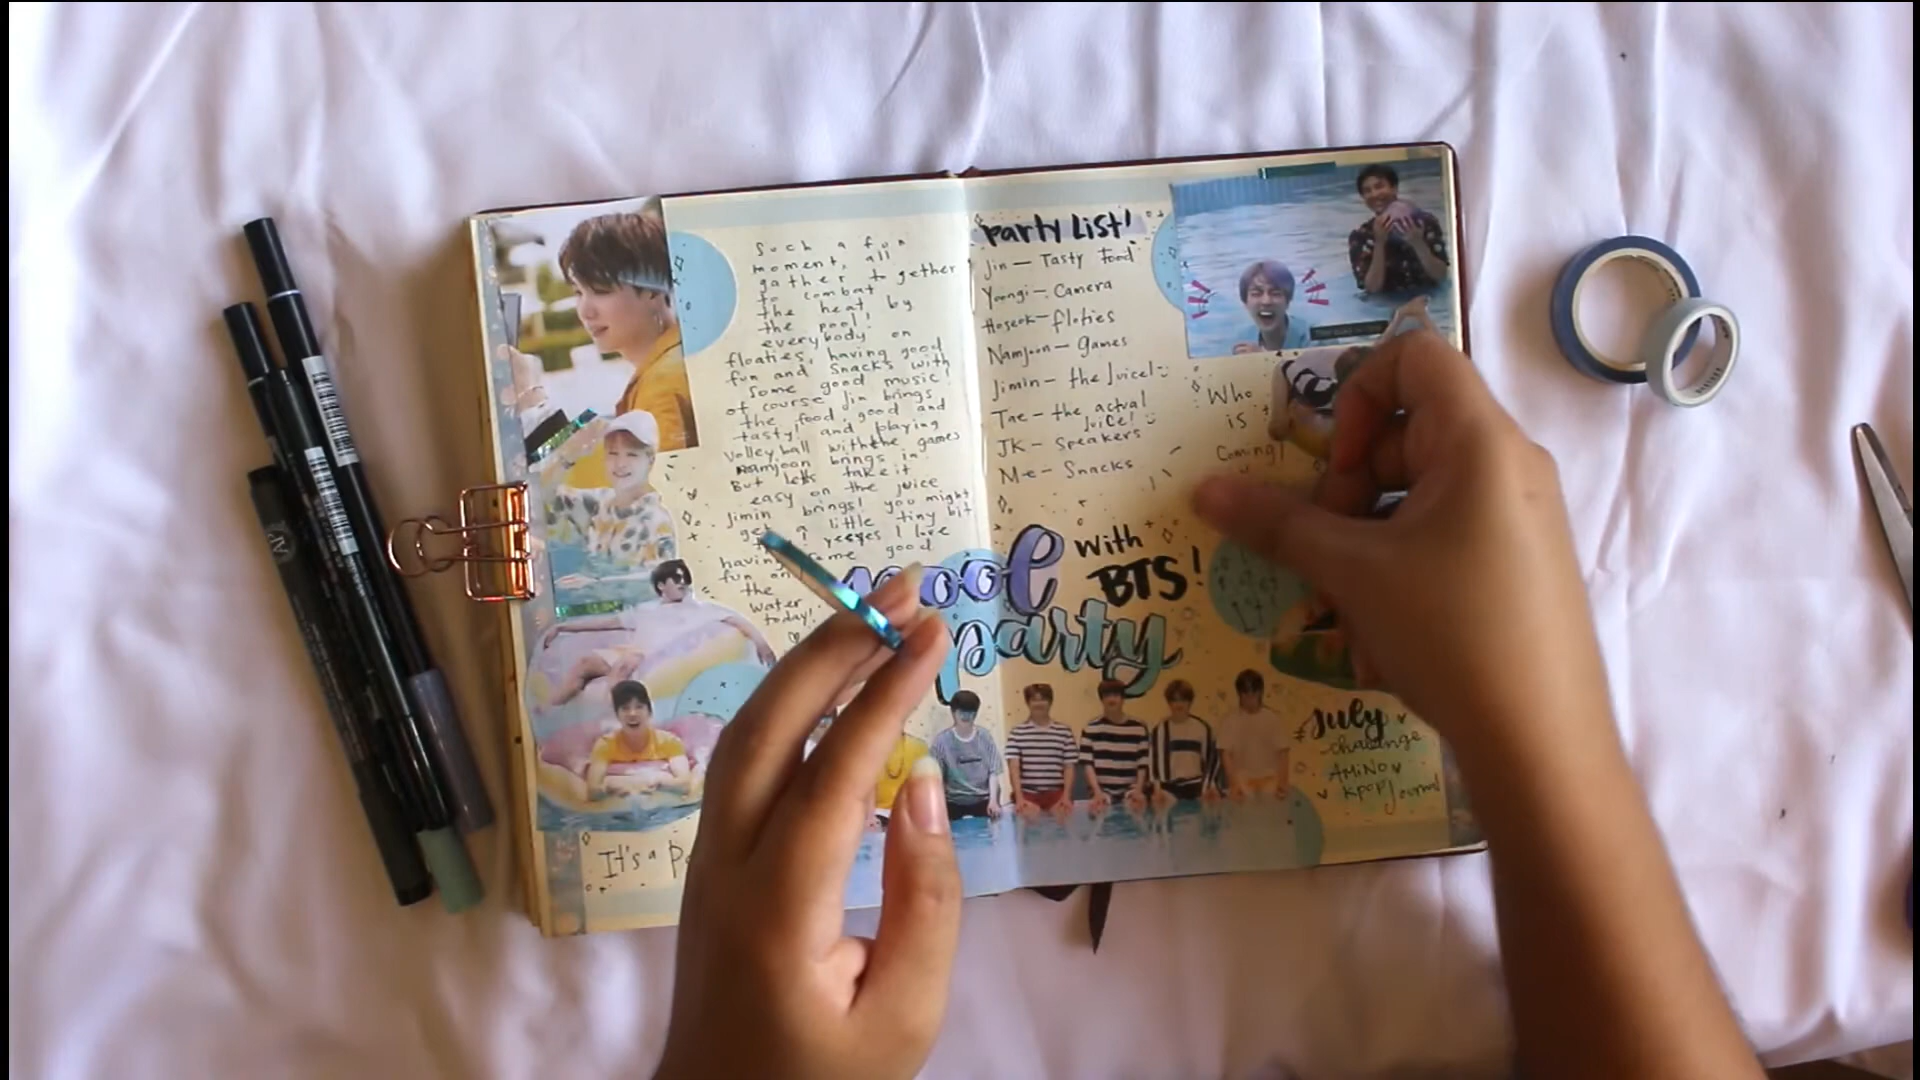 Such a fun
moment, all
gather together
to combat
the heat by
the pool!
everybody on
floaties, having good
fun and snacks with
some good music!
of course Jin brings
the food good and
tasty! and playing
Volleyball with the games
Namjoon brings in
But lets take it
easy on the juice
Jimin brings! you might
get a little tiny bit
yesyes I love
having some good
fun on
the
water
today!
It's a
Party List!
Jin — Tasty Food
Yoongi — Camera
Hoseok — floties
Namjoon — games
Jimin — the Juice!
Tae — the actual
Juice!
JK — Speakers
Me — Snacks
Who
is
Coming!
pool
with
BTS!
party
July
challenge
AMINO
KPOP Journal